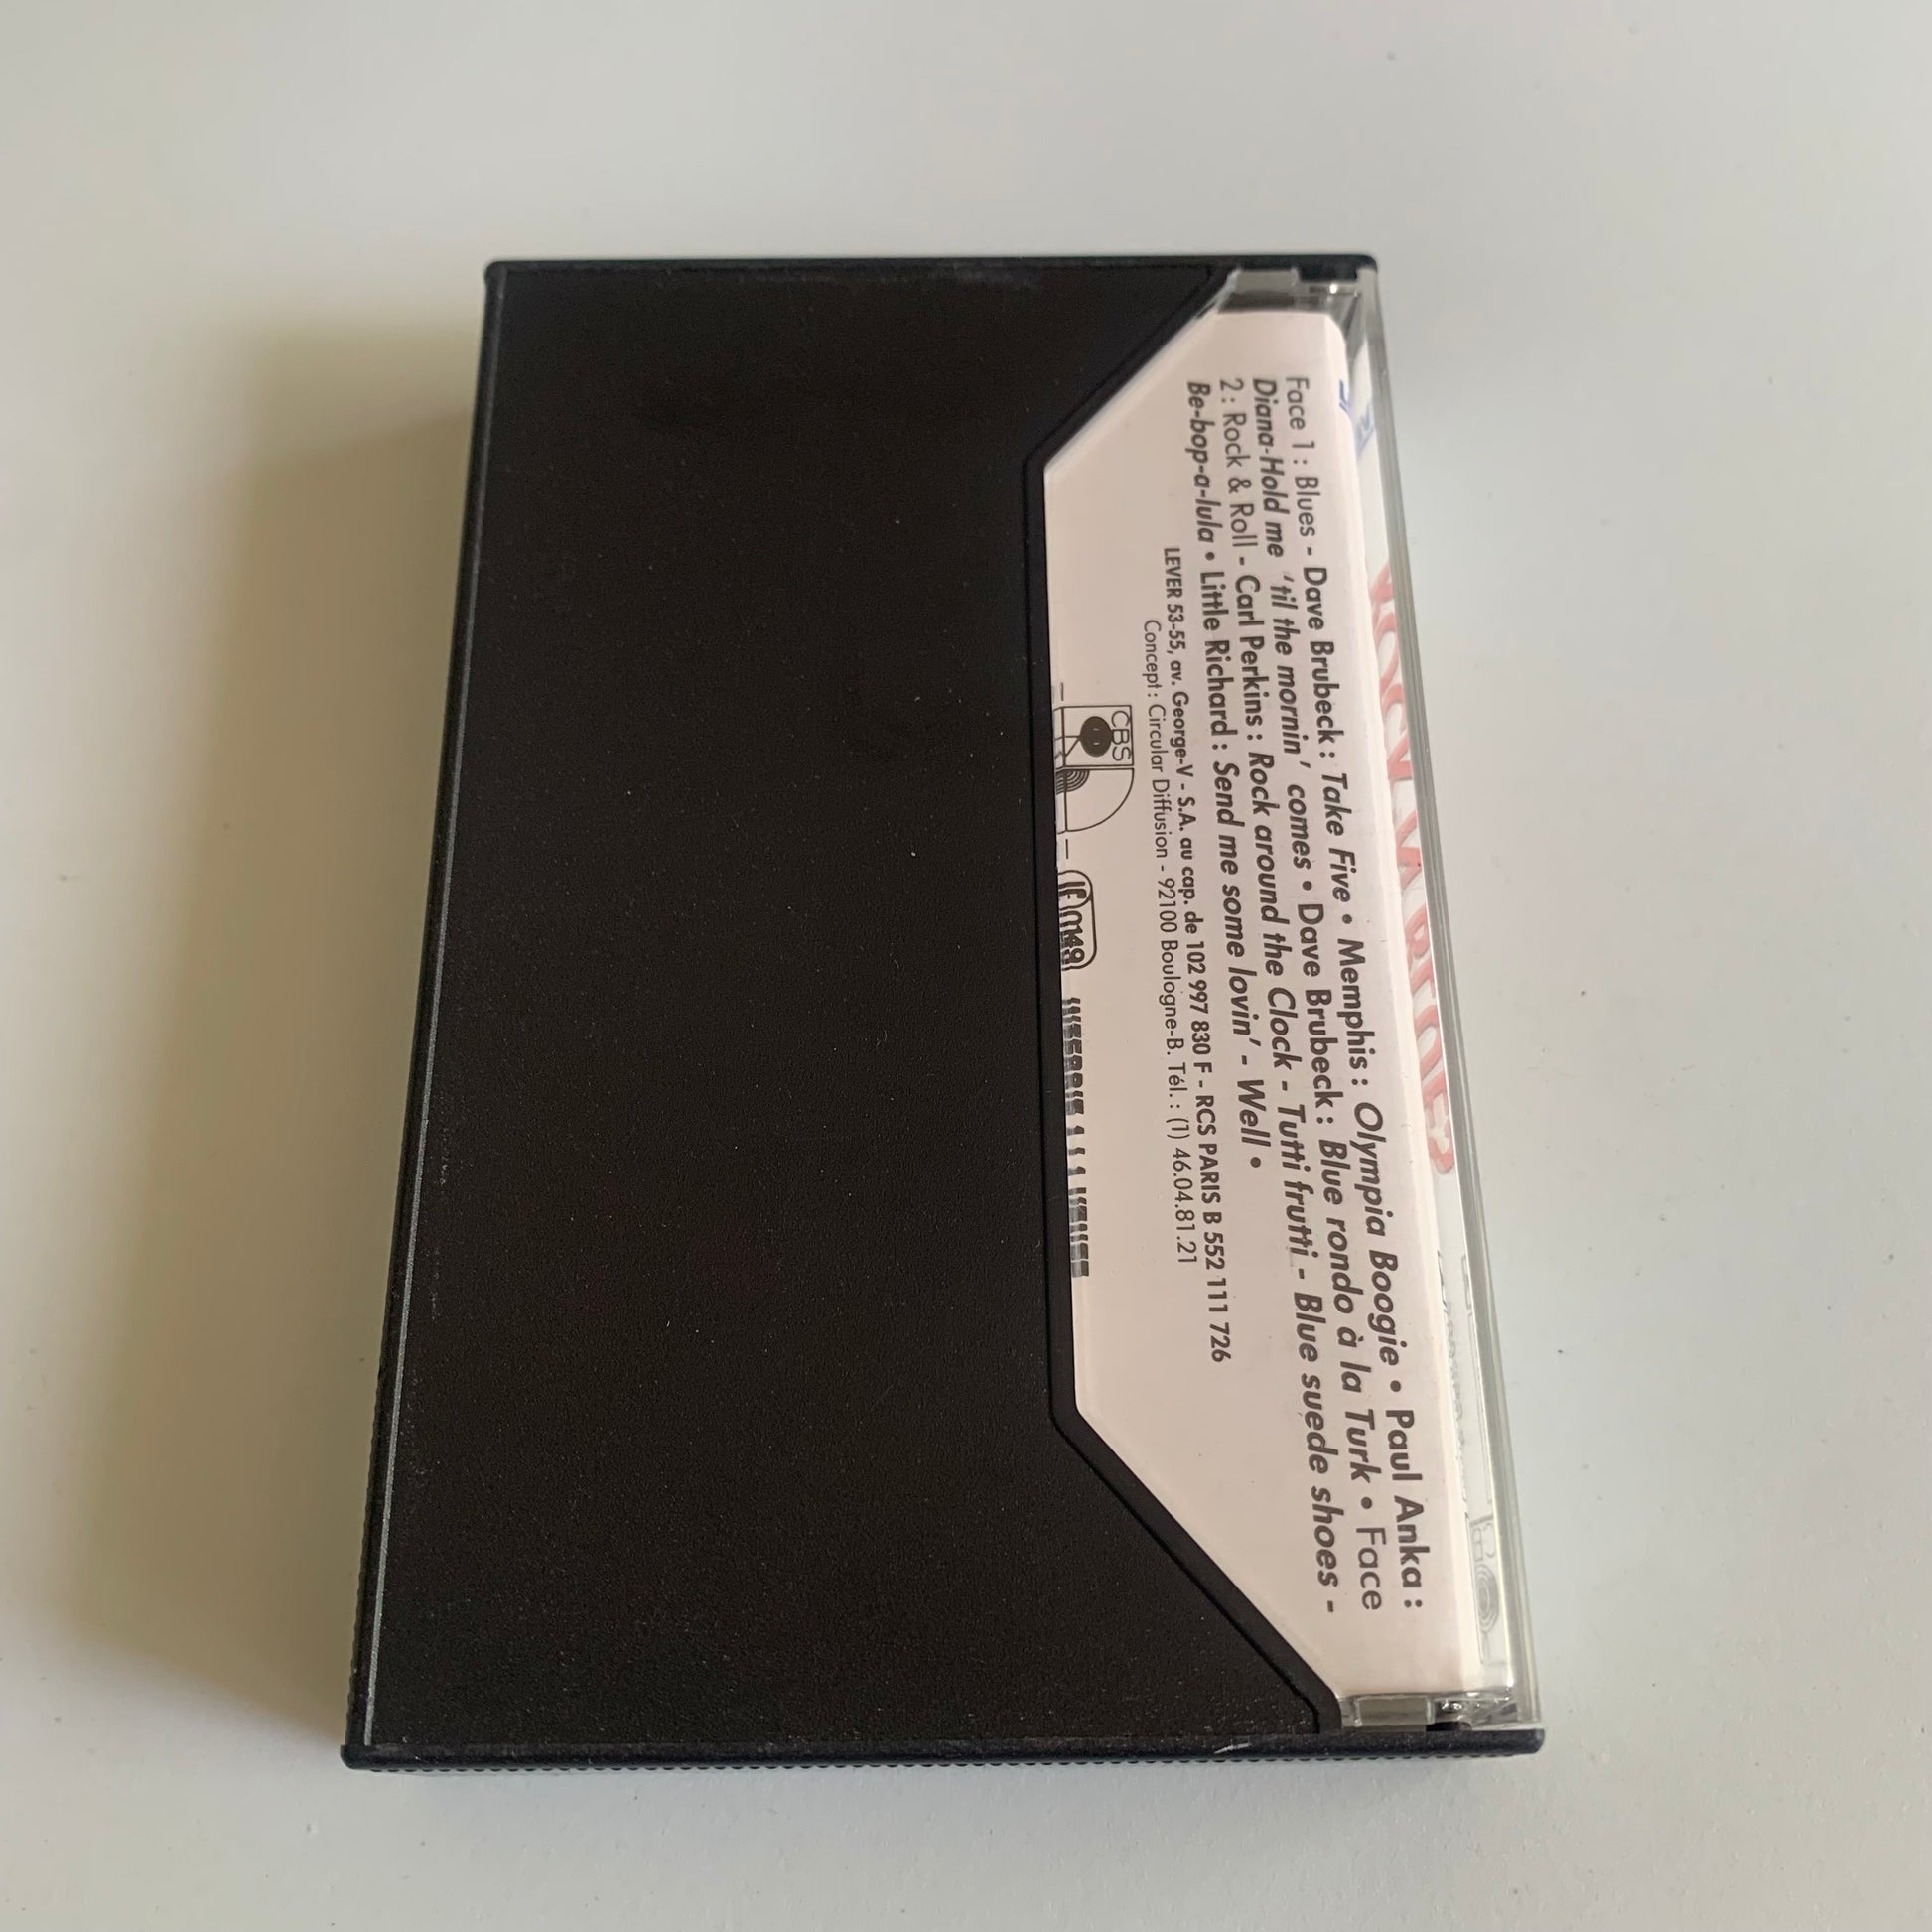 Face 1 : Blues - Dave Brubeck : Take Five • Memphis : Olympia Boogie • Paul Anka :
Diana-Hold me 'til the mornin' comes • Dave Brubeck : Blue rondo à la Turk • Face
2 : Rock & Roll - Carl Perkins : Rock around the Clock - Tutti frutti - Blue suede shoes -
Be-bop-a-lula • Little Richard : Send me some lovin' - Well •
LEVER 53-55, av. George-V - S.A. au cap. de 102 997 830 F - RCS PARIS B 552 111 726
Concept : Circular Diffusion - 92100 Boulogne-B. Tél. : (1) 46.04.81.21
CBS